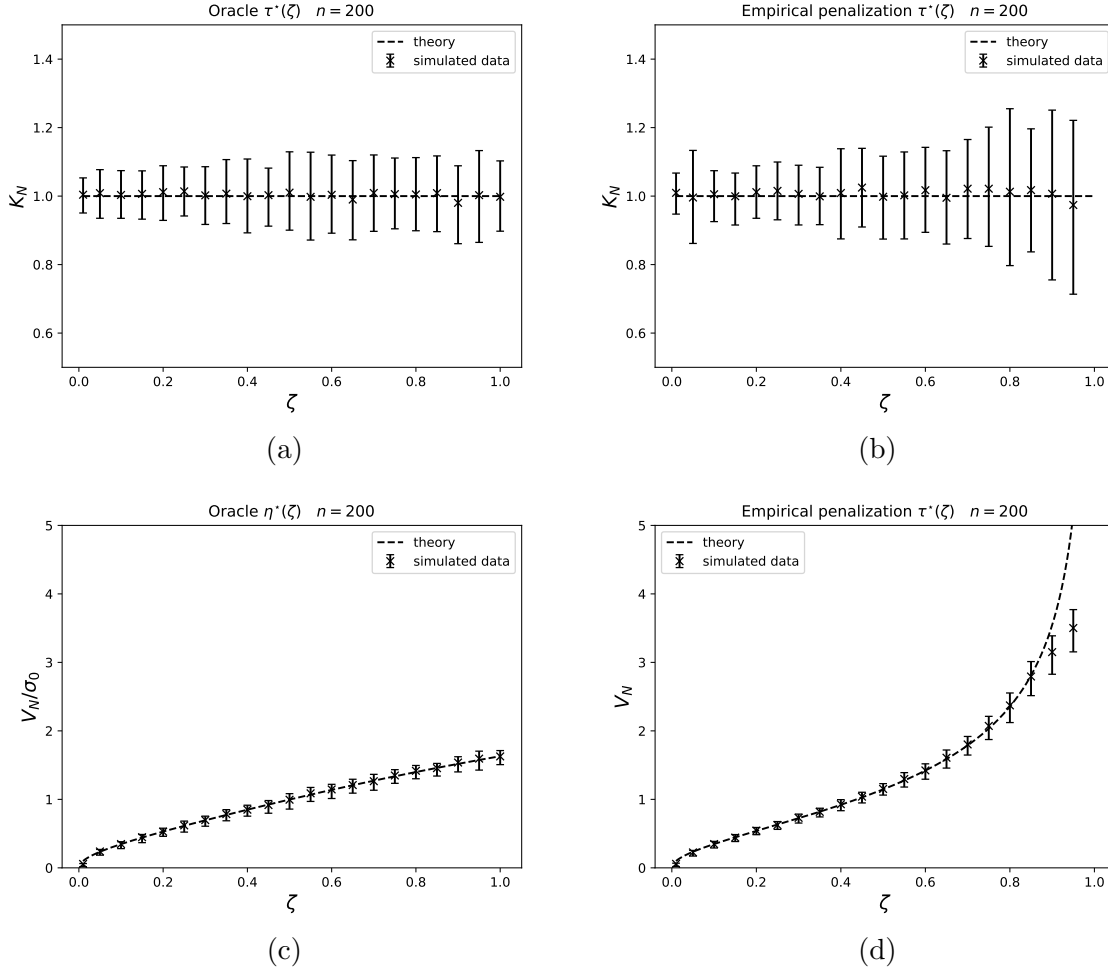 Oracle τ*(ζ) n = 200
theory
simulated data
1.4
1.2
1.0
0.8
0.6
K_N
0.0 0.2 0.4 0.6 0.8 1.0
ζ
(a)
Empirical penalization τ*(ζ) n = 200
theory
simulated data
1.4
1.2
1.0
0.8
0.6
K_N
0.0 0.2 0.4 0.6 0.8 1.0
ζ
(b)
Oracle η*(ζ) n = 200
theory
simulated data
5
4
3
2
1
0
V_N/σ_0
0.0 0.2 0.4 0.6 0.8 1.0
ζ
(c)
Empirical penalization τ*(ζ) n = 200
theory
simulated data
5
4
3
2
1
0
V_N
0.0 0.2 0.4 0.6 0.8 1.0
ζ
(d)